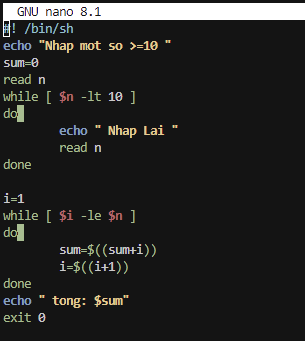 GNU nano 8.1
#! /bin/sh
echo "Nhap mot so >=10 "
sum=0
read n
while [ $n -lt 10 ]
do
echo " Nhap Lai "
read n
done
i=1
while [ $i -le $n ]
do
sum=$((sum+i))
i=$((i+1))
done
echo " tong: $sum"
exit 0